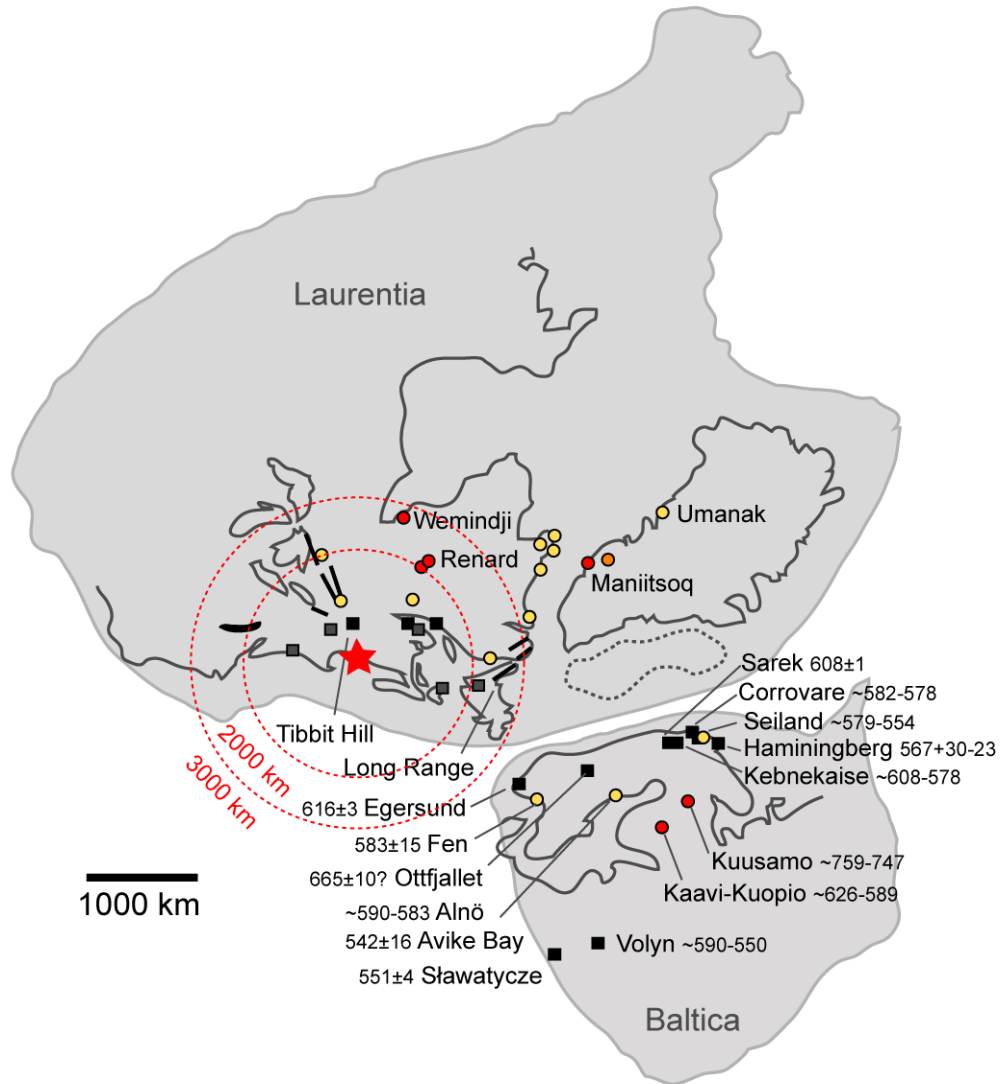 Laurentia
Wemindji
Umanak
Renard
Maniitsoq
Sarek 608±1
Corrovare ~582-578
Tibbit Hill
Seiland ~579-554
2000 km
Haminingberg 567+30-23
Long Range
3000 km
Kebnekaise ~608-578
616±3 Egersund
583±15 Fen
Kuusamo ~759-747
1000 km
665±10? Ottfjallet
Kaavi-Kuopio ~626-589
~590-583 Alnö
542±16 Avike Bay
Volyn ~590-550
551±4 Sławatycze
Baltica